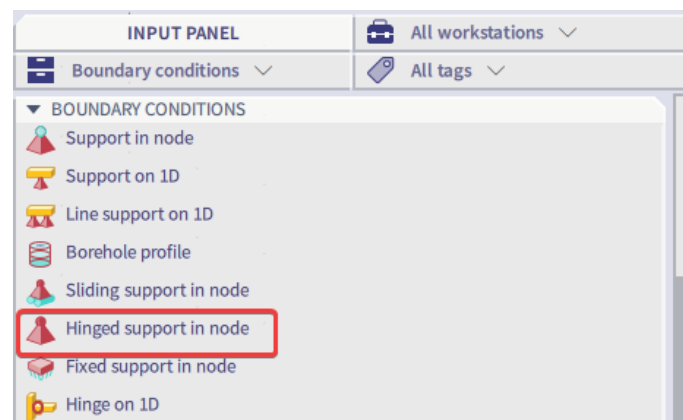 INPUT PANEL
All workstations
Boundary conditions
All tags
BOUNDARY CONDITIONS
Support in node
Support on 1D
Line support on 1D
Borehole profile
Sliding support in node
Hinged support in node
Fixed support in node
Hinge on 1D